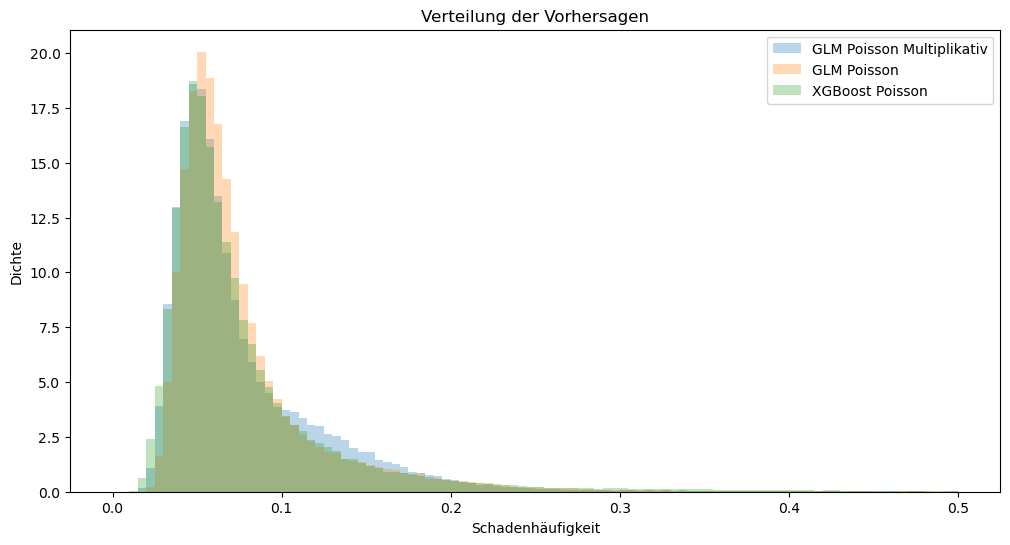 Verteilung der Vorhersagen
GLM Poisson Multiplikativ
GLM Poisson
XGBoost Poisson
Dichte
20.0
17.5
15.0
12.5
10.0
7.5
5.0
2.5
0.0
0.0 0.1 0.2 0.3 0.4 0.5
Schadenhäufigkeit